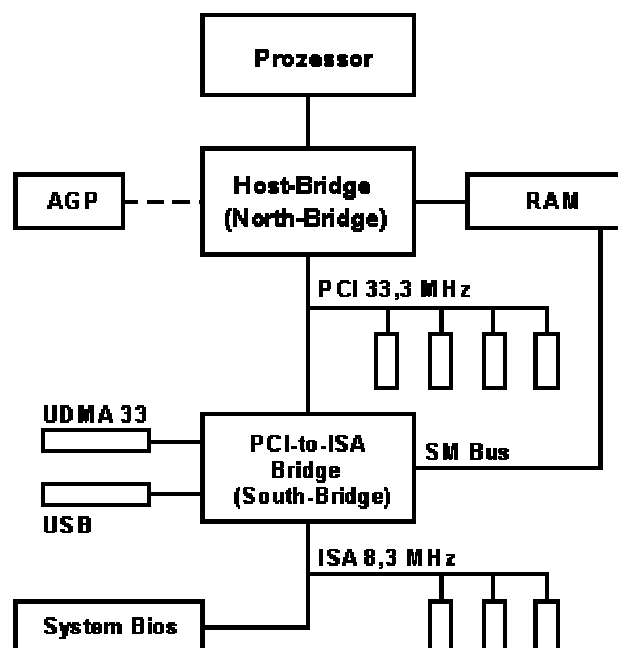 Prozessor
AGP
Host-Bridge
(North-Bridge)
RAM
PCI 33,3 MHz
UDMA 33
PCI-to-ISA
Bridge
(South-Bridge)
SM Bus
USB
ISA 8,3 MHz
System Bios